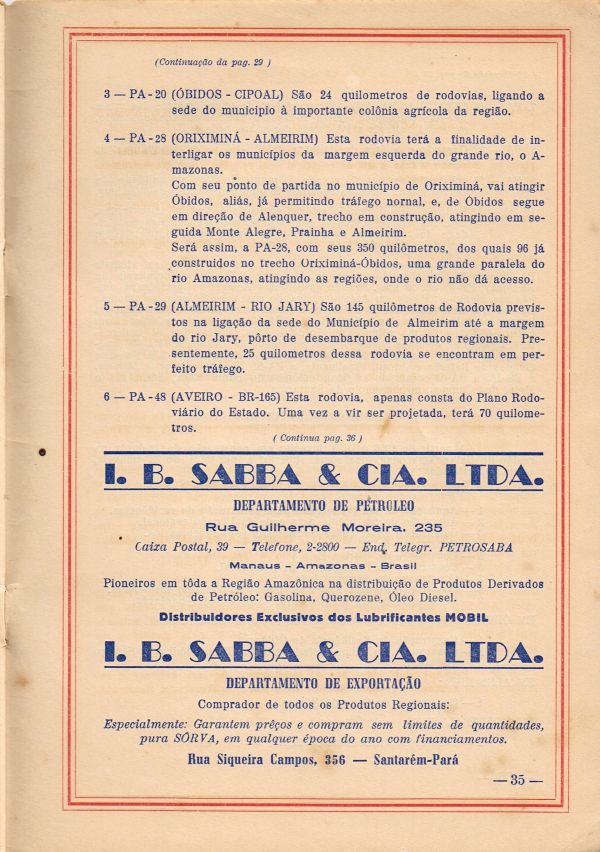 (Continuação da pag. 29 )
3 — PA-20 (ÓBIDOS - CIPOAL) São 24 quilometros de rodovias, ligando a
sede do municipio à importante colônia agrícola da região.
4 — PA-28 (ORIXIMINÁ - ALMEIRIM) Esta rodovia terá a finalidade de in-
terligar os municípios da margem esquerda do grande rio, o A-
mazonas.
Com seu ponto de partida no município de Oriximiná, vai atingir
Óbidos, aliás, já permitindo tráfego nornal, e, de Óbidos segue
em direção de Alenquer, trecho em construção, atingindo em se-
guida Monte Alegre, Prainha e Almeirim.
Será assim, a PA-28, com seus 350 quilômetros, dos quais 96 já
construidos no trecho Oriximiná-Óbidos, uma grande paralela do
rio Amazonas, atingindo as regiões, onde o rio não dá acesso.
5 — PA-29 (ALMEIRIM - RIO JARY) São 145 quilômetros de Rodovia previs-
tos na ligação da sede do Município de Almeirim até a margem
do rio Jary, pôrto de desembarque de produtos regionais. Pre-
sentemente, 25 quilometros dessa rodovia se encontram em per-
feito tráfego.
6 — PA-48 (AVEIRO - BR-165) Esta rodovia, apenas consta do Plano Rodo-
viário do Estado. Uma vez a vir ser projetada, terá 70 quilome-
tros.
( Continua pag. 36 )
I. B. SABBA & CIA. LTDA.
DEPARTAMENTO DE PETROLEO
Rua Guilherme Moreira. 235
Caixa Postal, 39 — Telefone, 2-2800 — End. Telegr. PETROSABA
Manaus - Amazonas - Brasil
Pioneiros em tôda a Região Amazônica na distribuição de Produtos Derivados
de Petróleo: Gasolina, Querozene, Óleo Diesel.
Distribuidores Exclusivos dos Lubrificantes MOBIL
I. B. SABBA & CIA. LTDA.
DEPARTAMENTO DE EXPORTAÇÃO
Comprador de todos os Produtos Regionais:
Especialmente: Garantem prêços e compram sem limites de quantidades,
pura SÔRVA, em qualquer época do ano com financiamentos.
Rua Siqueira Campos, 356 — Santarém-Pará
— 35 —